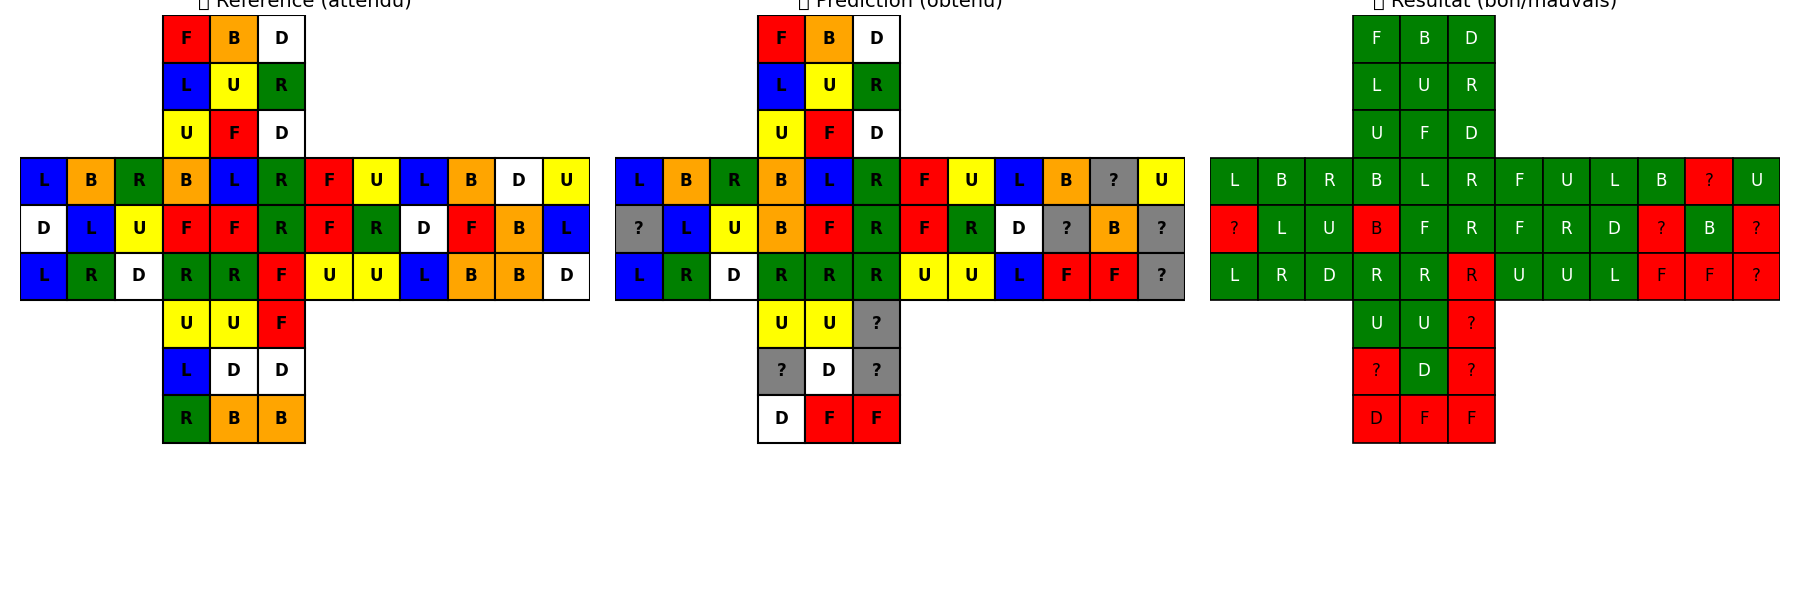 Référence (attendu)
Prédiction (obtenu)
Résultat (bon/mauvais)
F B D F B D F B D
L U R L U R L U R
U F D U F D U F D
L B R B L R F U L B D U L B R B L R F U L B ? U L B R B L R F U L B ? U
D L U F F R F R D F B L ? L U B F R F R D ? B ? ? L U B F R F R D ? B ?
L R D R R F U U L B B D L R D R R R U U L F F ? L R D R R R U U L F F ?
U U F U U ? U U ?
L D D ? D ? ? D ?
R B B D F F D F F